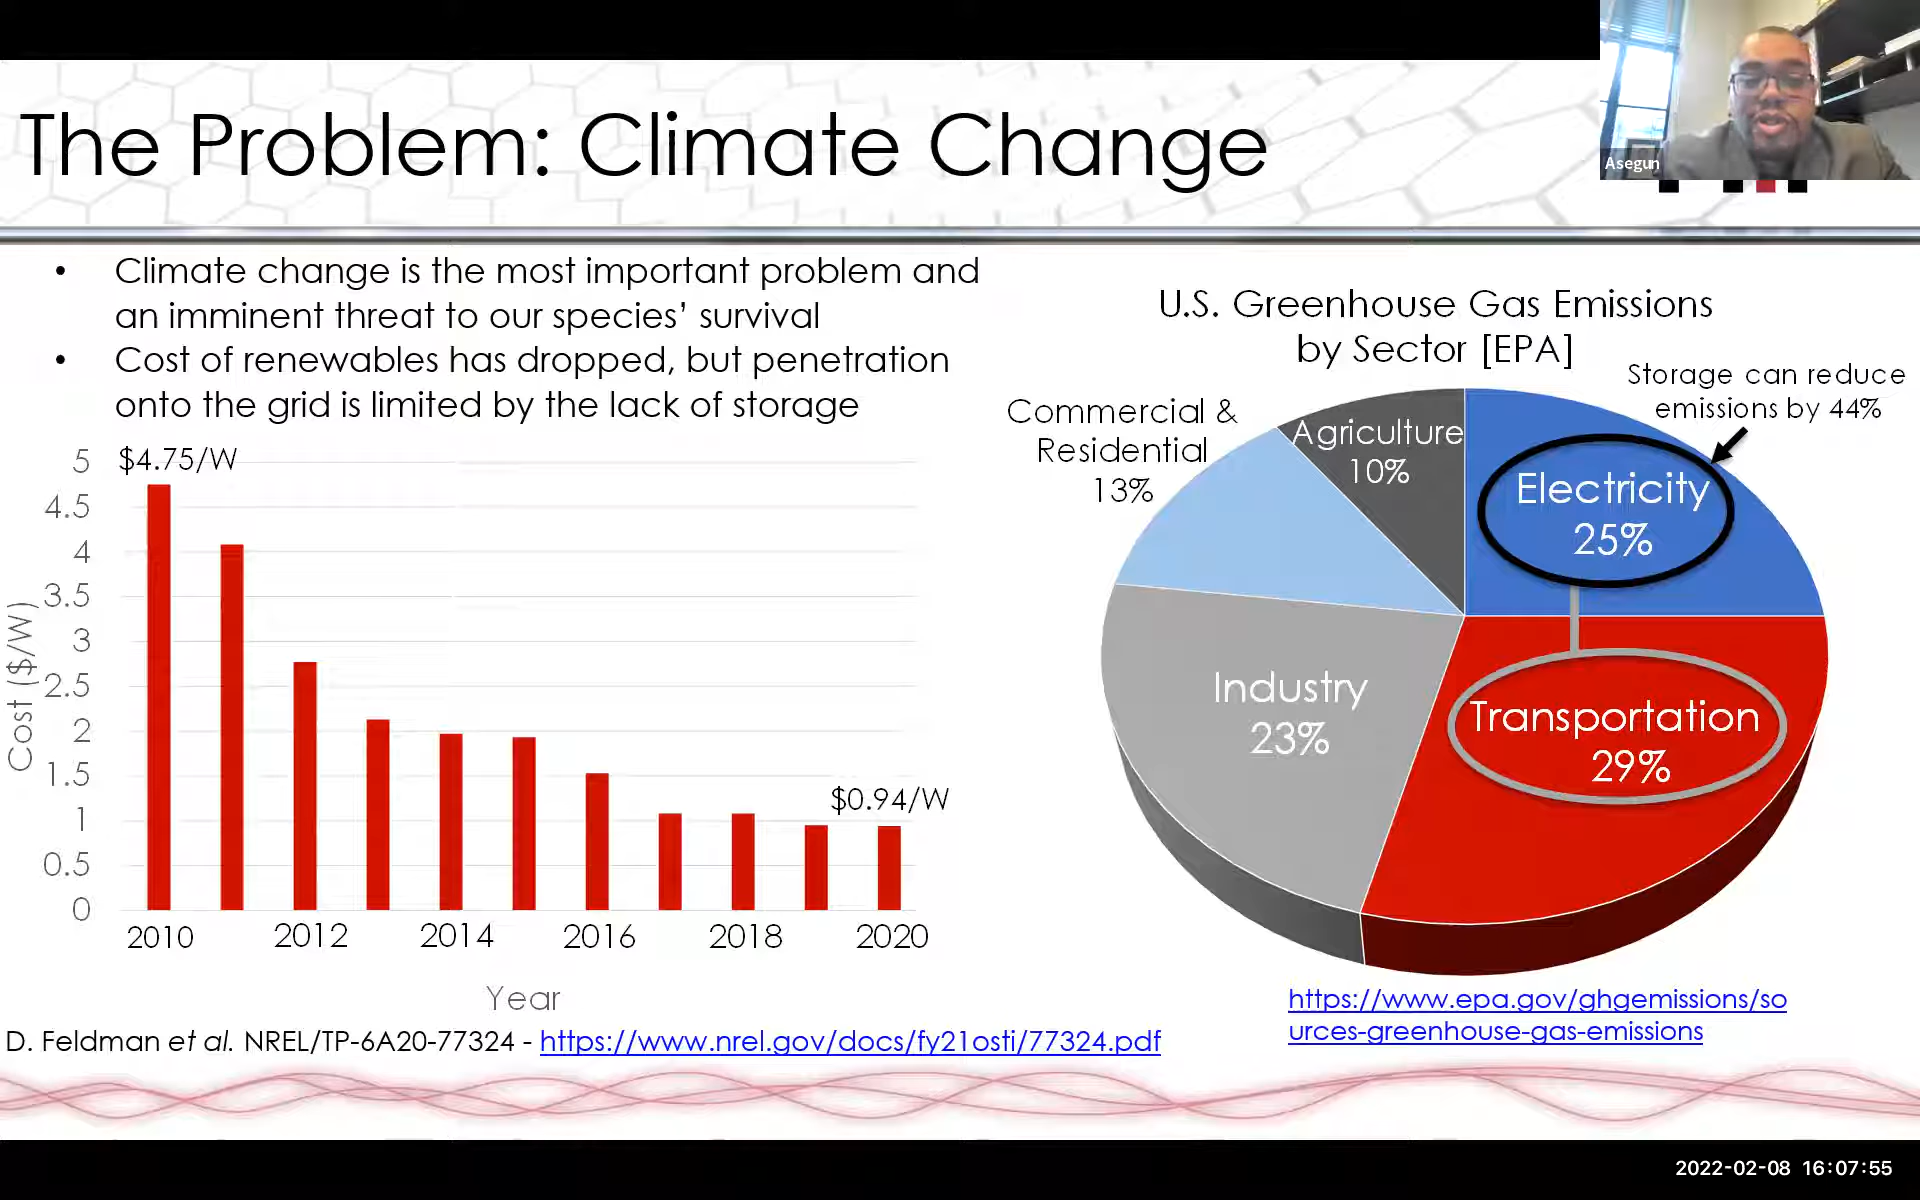 Asegun
The Problem: Climate Change
• Climate change is the most important problem and
an imminent threat to our species’ survival
• Cost of renewables has dropped, but penetration
onto the grid is limited by the lack of storage
5
4.5
4
3.5
3
2.5
2
1.5
1
0.5
0
Cost ($/W)
$4.75/W
$0.94/W
2010 2012 2014 2016 2018 2020
Year
D. Feldman et al. NREL/TP-6A20-77324 - https://www.nrel.gov/docs/fy21osti/77324.pdf
U.S. Greenhouse Gas Emissions
by Sector [EPA]
Storage can reduce
emissions by 44%
Commercial &
Residential
13%
Agriculture
10%
Electricity
25%
Industry
23%
Transportation
29%
https://www.epa.gov/ghgemissions/so
urces-greenhouse-gas-emissions
2022-02-08 16:07:55